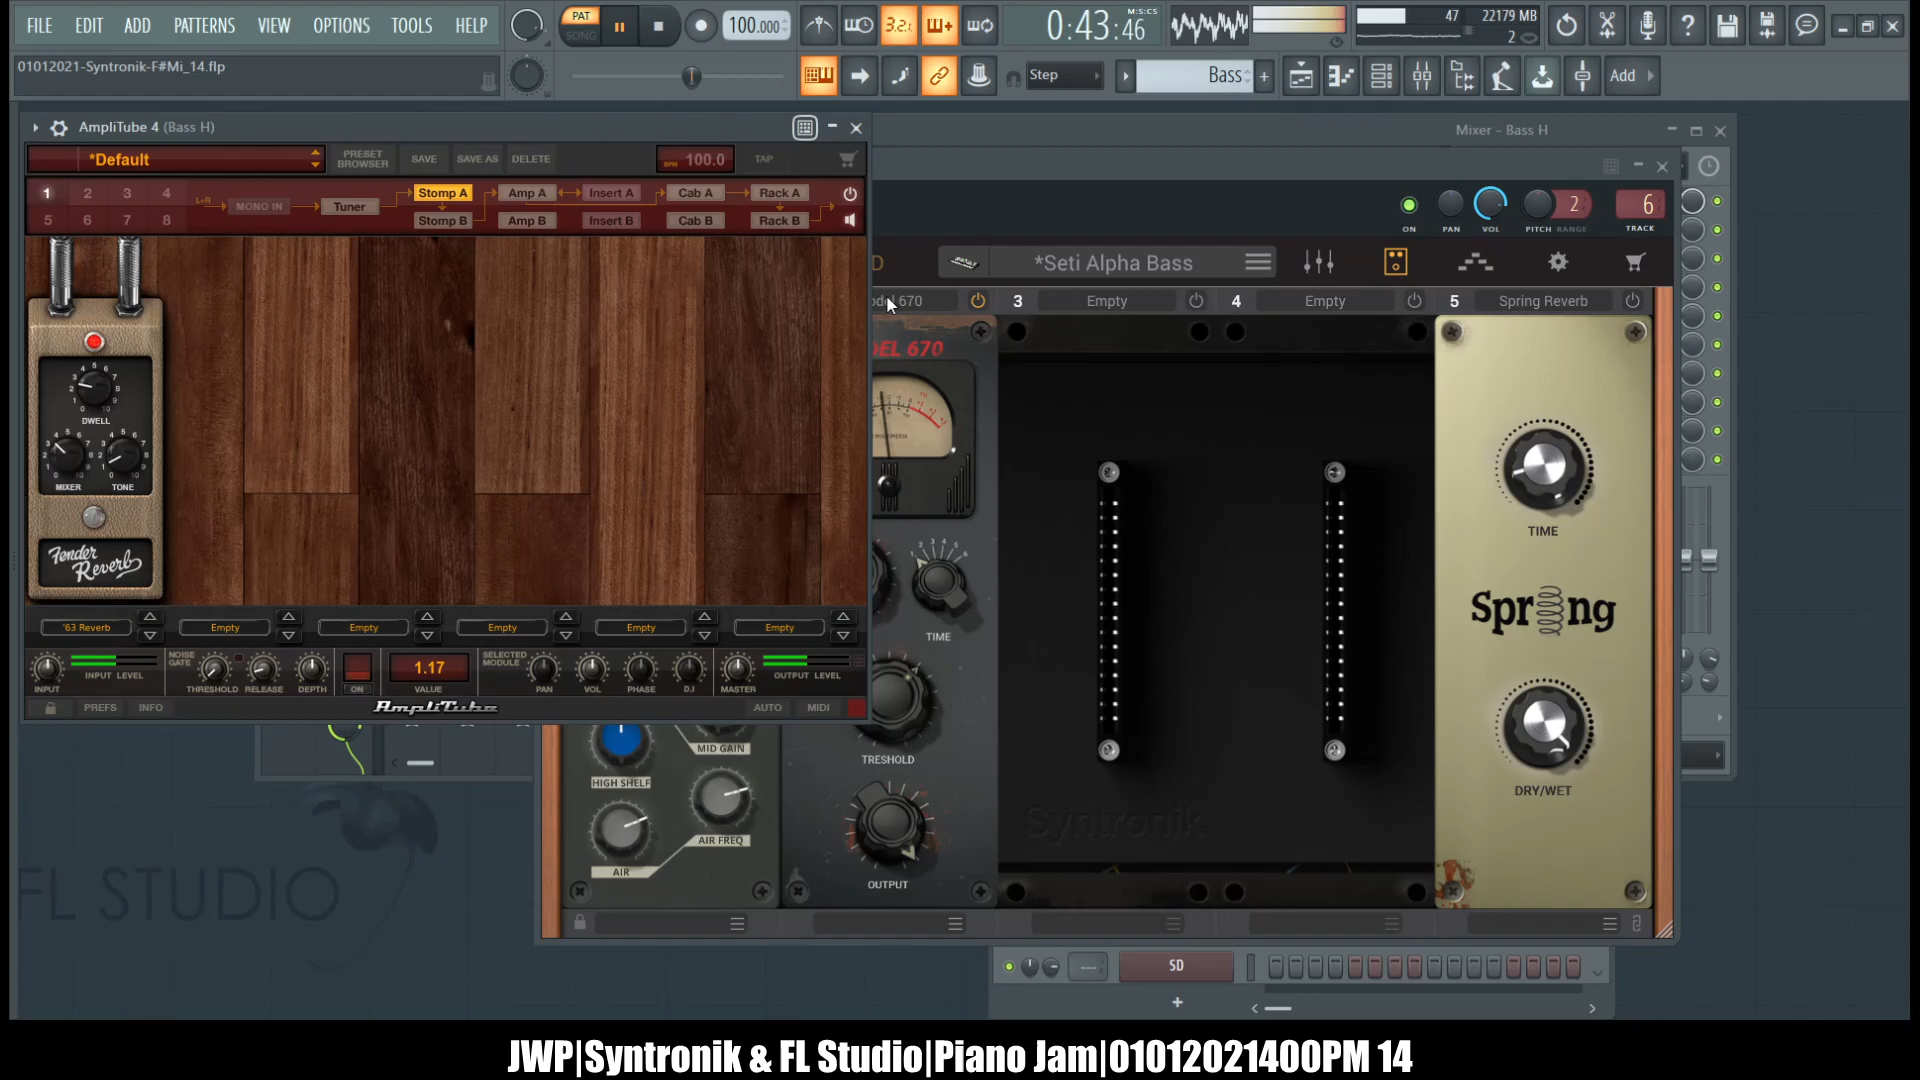 FILE EDIT ADD PATTERNS VIEW OPTIONS TOOLS HELP
PAT
SONG
100.000
3.2.1
0:43:46
M:S:CS
47
22179 MB
2
01012021-Syntronik-F#Mi_14.flp
Step
Bass
Add
AmpliTube 4 (Bass H)
Mixer - Bass H
*Default
PRESET BROWSER
SAVE
SAVE AS
DELETE
BPM 100.0
TAP
1 2 3 4
5 6 7 8
L+R
MONO IN
Tuner
Stomp A Amp A Insert A Cab A Rack A
Stomp B Amp B Insert B Cab B Rack B
ON PAN VOL PITCH RANGE TRACK
2
6
D
*Seti Alpha Bass
odel 670
3 Empty
4 Empty
5 Spring Reverb
DEL 670
DWELL
MIXER
TONE
Fender Reverb
'63 Reverb Empty Empty Empty Empty Empty
INPUT
INPUT LEVEL
NOISE GATE
THRESHOLD RELEASE DEPTH
ON
1.17
VALUE
SELECTED MODULE
PAN VOL PHASE D.I
MASTER
OUTPUT LEVEL
PREFS INFO
AmpliTube
AUTO MIDI
TIME
TRESHOLD
OUTPUT
MID GAIN
HIGH SHELF
AIR FREQ
AIR
Syntronik
TIME
Spring
DRY/WET
FL STUDIO
SD
JWP|Syntronik & FL Studio|Piano Jam|01012021400PM 14